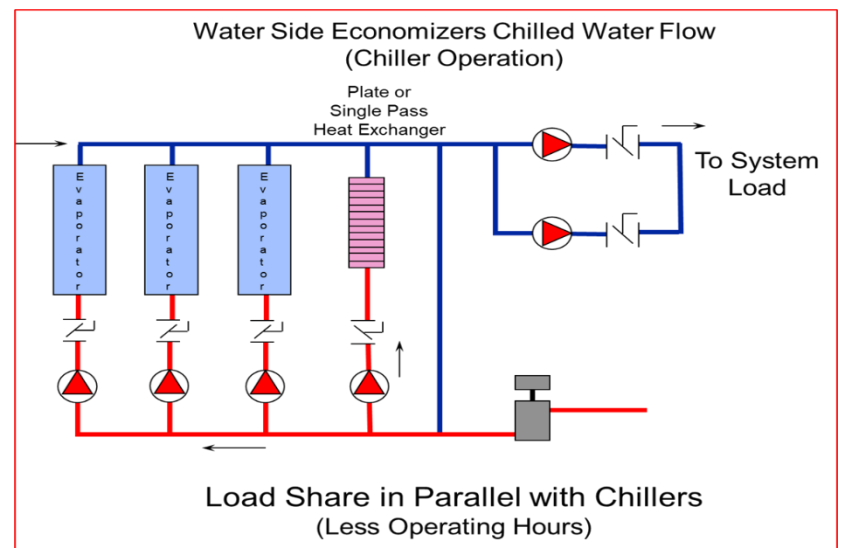 Water Side Economizers Chilled Water Flow
(Chiller Operation)
Plate or
Single Pass
Heat Exchanger
Evaporator
Evaporator
Evaporator
To System
Load
Load Share in Parallel with Chillers
(Less Operating Hours)